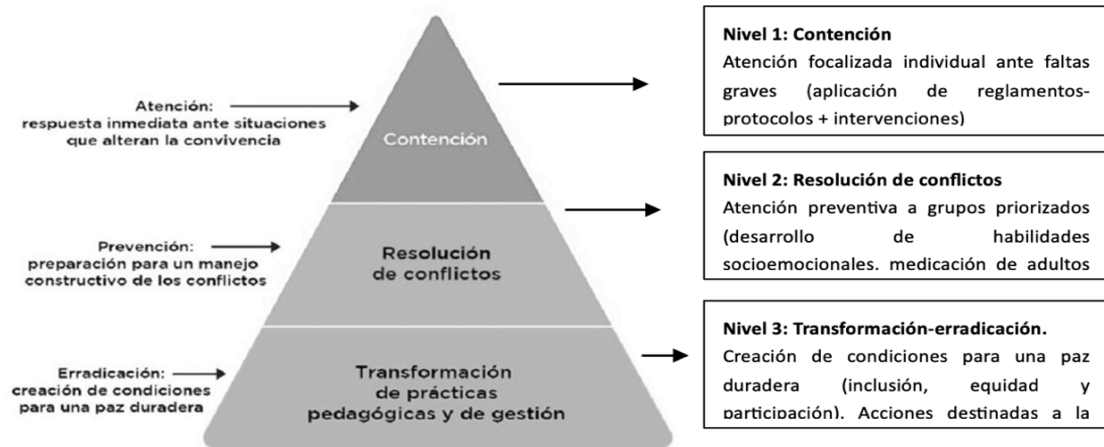 Atención:
respuesta inmediata ante situaciones
que alteran la convivencia
Contención
Nivel 1: Contención
Atención focalizada individual ante faltas
graves (aplicación de reglamentos-
protocolos + intervenciones)
Prevención:
preparación para un manejo
constructivo de los conflictos
Resolución
de conflictos
Nivel 2: Resolución de conflictos
Atención preventiva a grupos priorizados
(desarrollo de habilidades
socioemocionales. medicación de adultos
Erradicación:
creación de condiciones
para una paz duradera
Transformación
de prácticas
pedagógicas y de gestión
Nivel 3: Transformación-erradicación.
Creación de condiciones para una paz
duradera (inclusión, equidad y
participación). Acciones destinadas a la